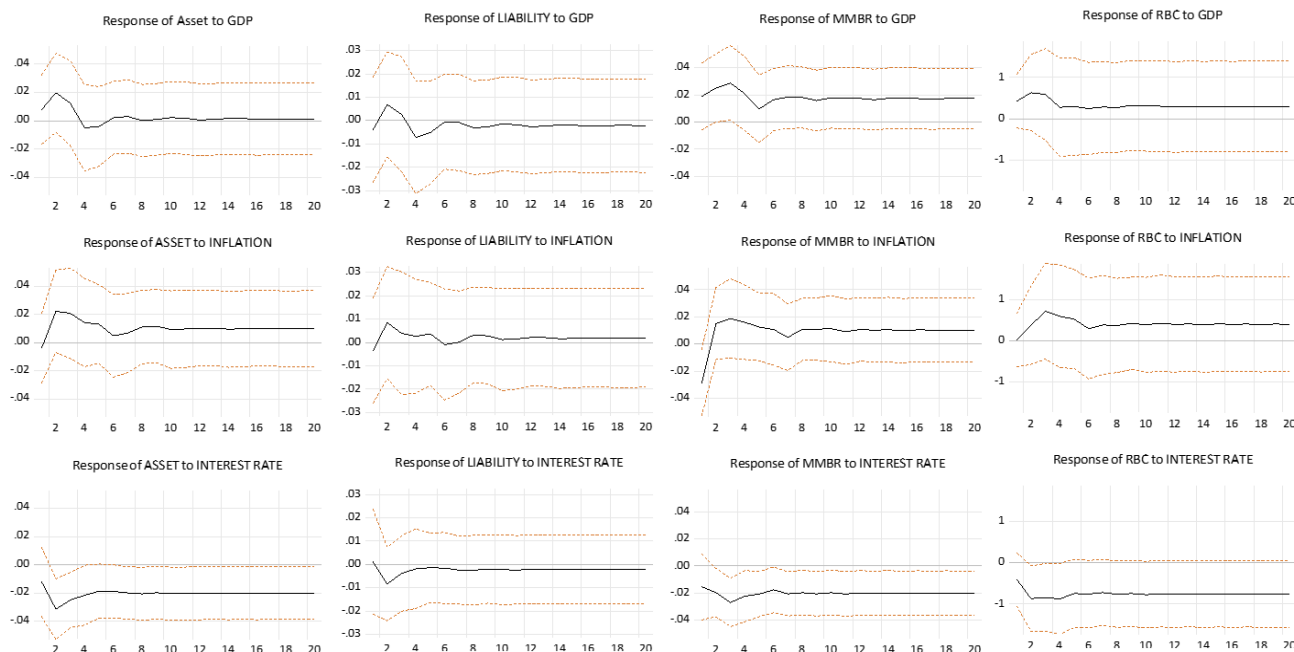 Response of Asset to GDP
.04
.02
.00
-.02
-.04
2 4 6 8 10 12 14 16 18 20
Response of LIABILITY to GDP
.03
.02
.01
.00
-.01
-.02
-.03
2 4 6 8 10 12 14 16 18 20
Response of MMBR to GDP
.04
.00
-.04
2 4 6 8 10 12 14 16 18 20
Response of RBC to GDP
1
0
-1
2 4 6 8 10 12 14 16 18 20
Response of ASSET to INFLATION
.04
.02
.00
-.02
-.04
2 4 6 8 10 12 14 16 18 20
Response of LIABILITY to INFLATION
.03
.02
.01
.00
-.01
-.02
-.03
2 4 6 8 10 12 14 16 18 20
Response of MMBR to INFLATION
.04
.00
-.04
2 4 6 8 10 12 14 16 18 20
Response of RBC to INFLATION
1
0
-1
2 4 6 8 10 12 14 16 18 20
Response of ASSET to INTEREST RATE
.04
.02
.00
-.02
-.04
2 4 6 8 10 12 14 16 18 20
Response of LIABILITY to INTEREST RATE
.03
.02
.01
.00
-.01
-.02
-.03
2 4 6 8 10 12 14 16 18 20
Response of MMBR to INTEREST RATE
.04
.00
-.04
2 4 6 8 10 12 14 16 18 20
Response of RBC to INTEREST RATE
1
0
-1
2 4 6 8 10 12 14 16 18 20